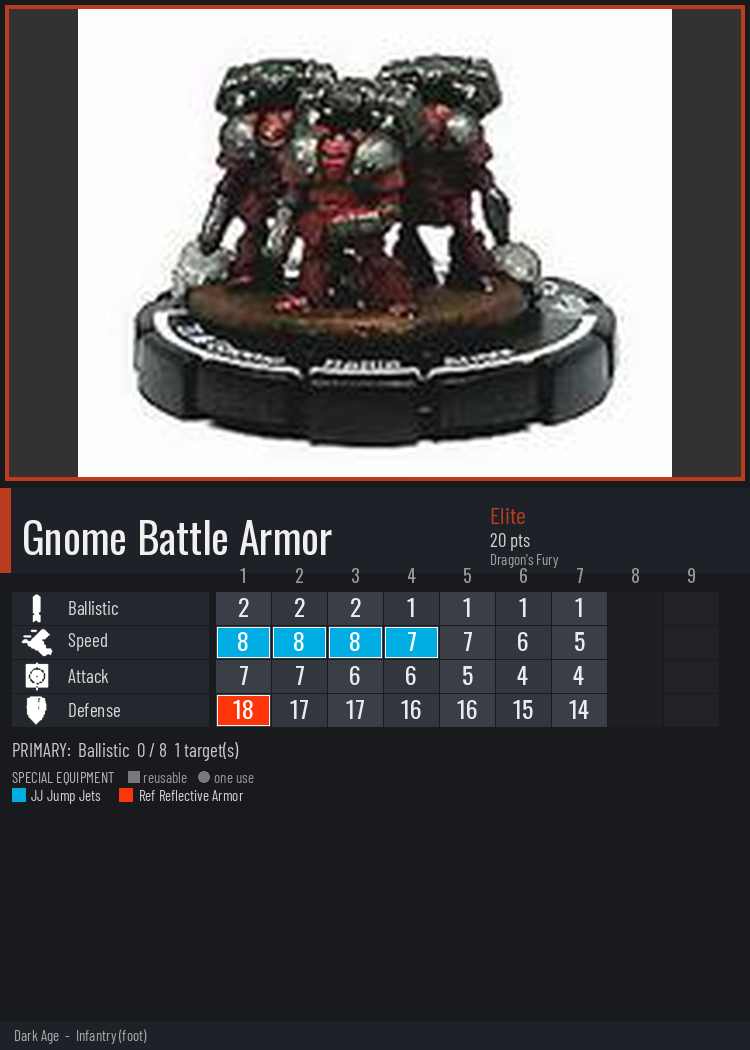 Gnome Battle Armor
Elite
20 pts
Dragon's Fury
1 2 3 4 5 6 7 8 9
Ballistic 2 2 2 1 1 1 1
Speed 8 8 8 7 7 6 5
Attack 7 7 6 6 5 4 4
Defense 18 17 17 16 16 15 14
PRIMARY: Ballistic 0 / 8 1 target(s)
SPECIAL EQUIPMENT reusable one use
JJ Jump Jets Ref Reflective Armor
Dark Age - Infantry (foot)